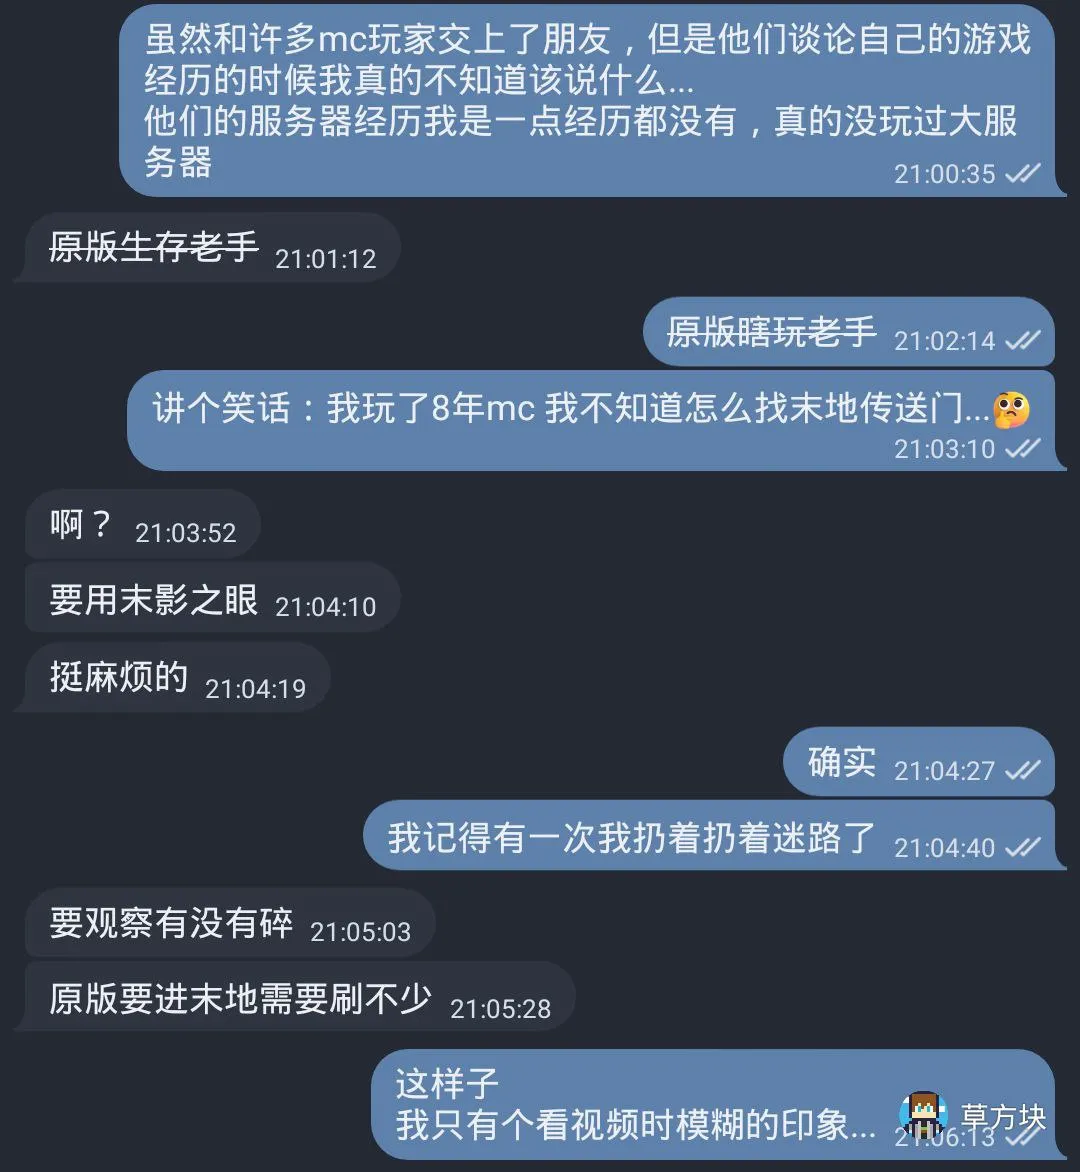 虽然和许多mc玩家交上了朋友，但是他们谈论自己的游戏
经历的时候我真的不知道该说什么...
他们的服务器经历我是一点经历都没有，真的没玩过大服
务器
21:00:35
原版生存老手 21:01:12
原版瞎玩老手 21:02:14
讲个笑话：我玩了8年mc 我不知道怎么找末地传送门...🤔
21:03:10
啊？ 21:03:52
要用末影之眼 21:04:10
挺麻烦的 21:04:19
确实 21:04:27
我记得有一次我扔着扔着迷路了 21:04:40
要观察有没有碎 21:05:03
原版要进末地需要刷不少 21:05:28
这样子
我只有个看视频时模糊的印象...
草方块
21:06:13